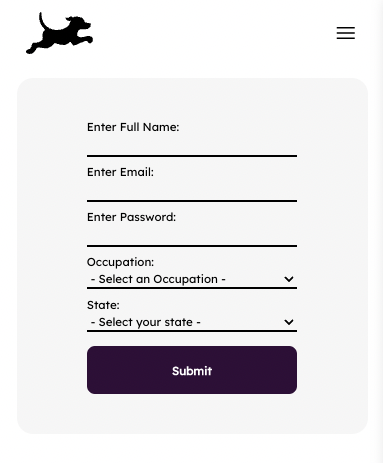 Enter Full Name:
Enter Email:
Enter Password:
Occupation:
- Select an Occupation -
State:
- Select your state -
Submit